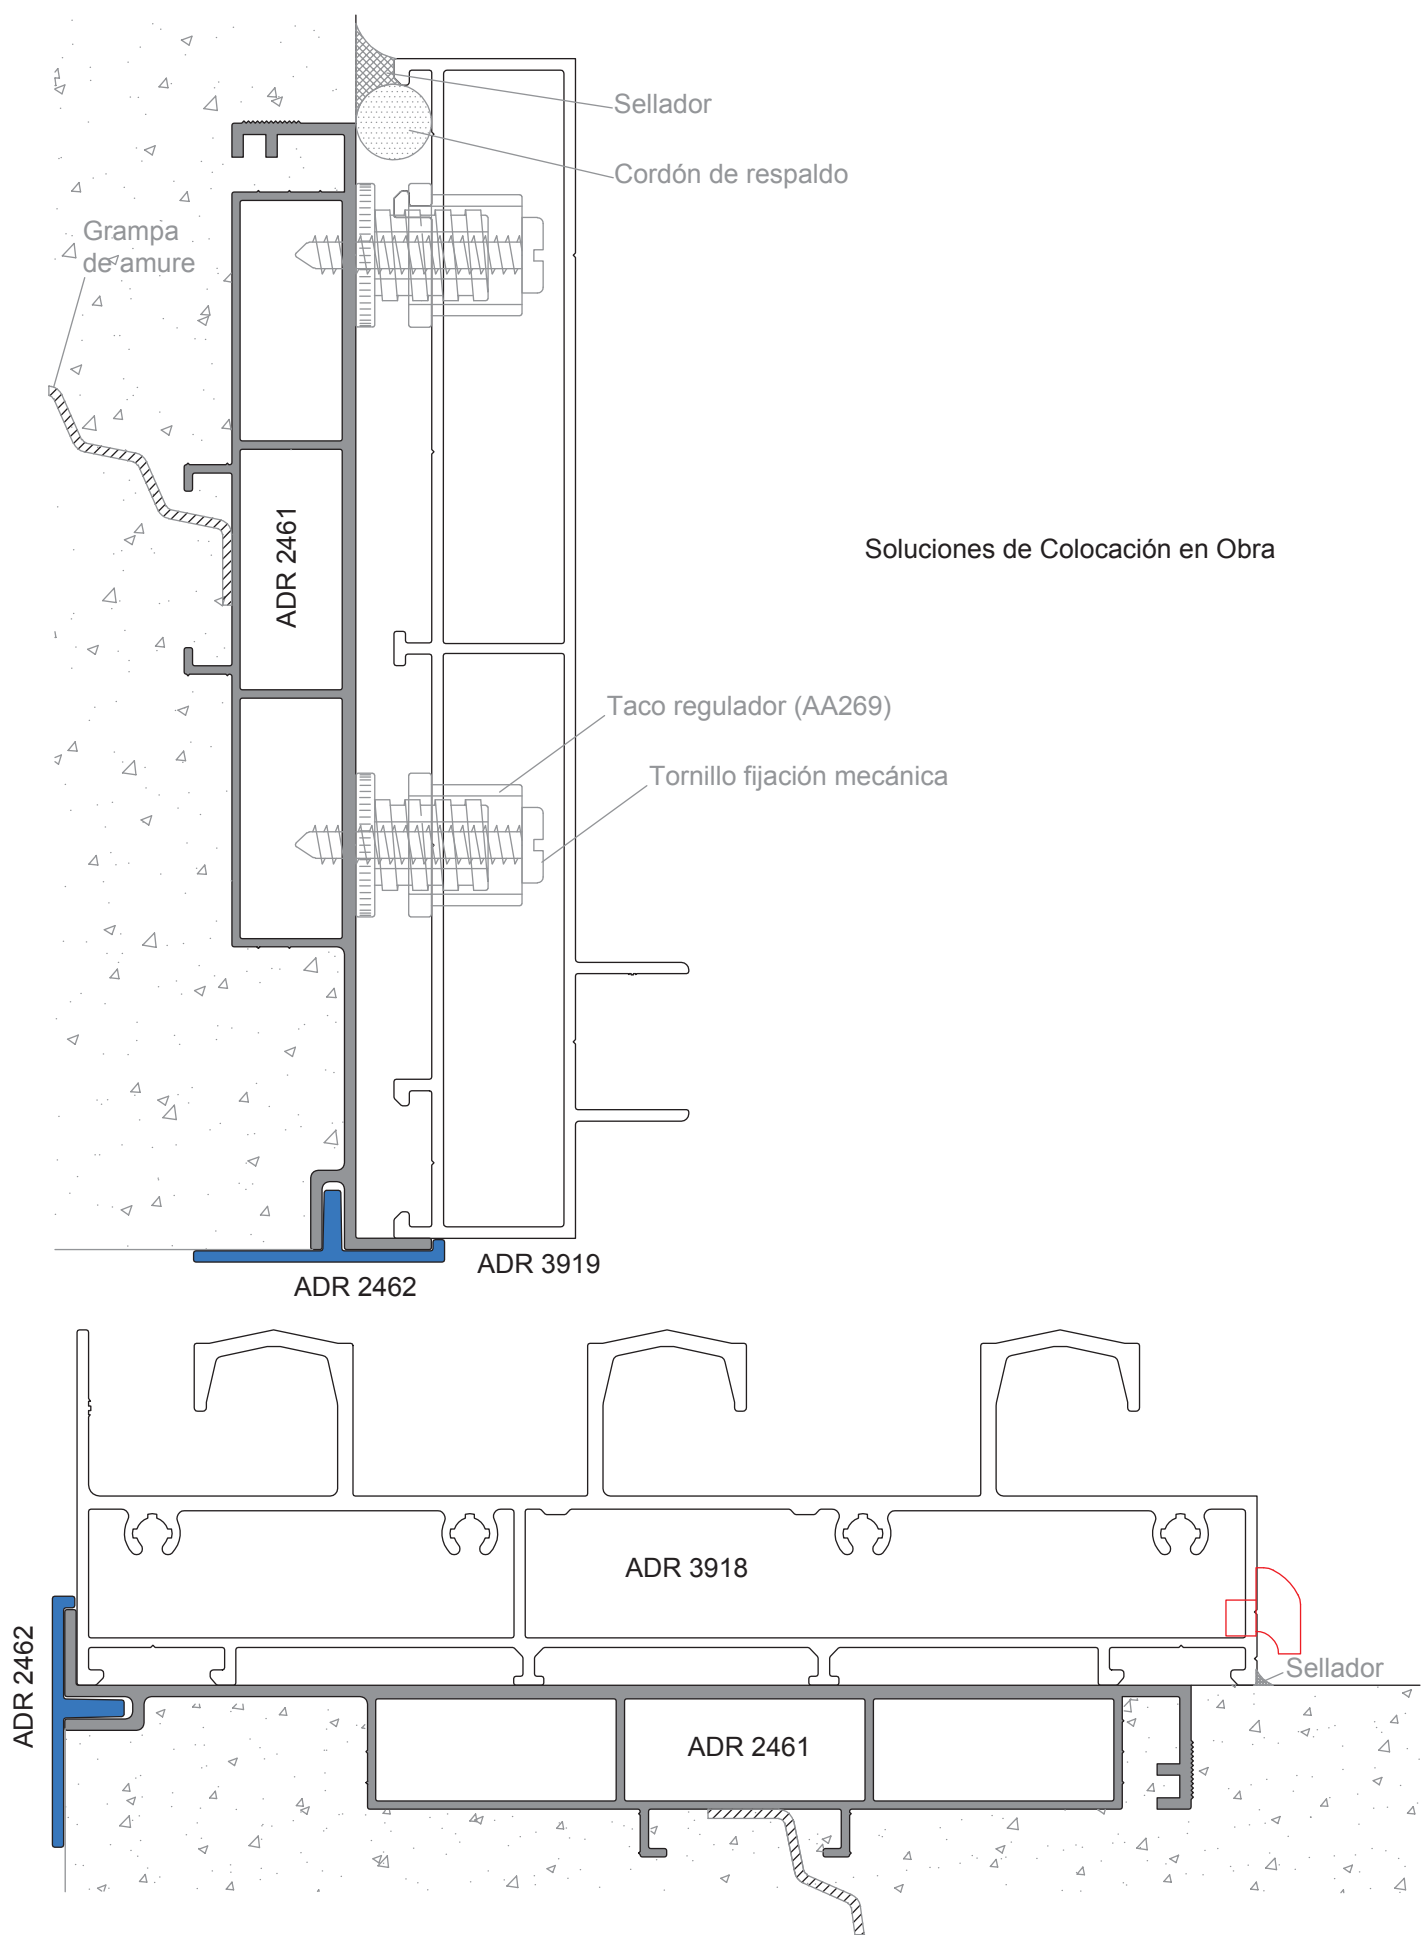 Sellador
Cordón de respaldo
Grampa
de amure
ADR 2461
Soluciones de Colocación en Obra
Taco regulador (AA269)
Tornillo fijación mecánica
ADR 3919
ADR 2462
ADR 3918
ADR 2462
Sellador
ADR 2461